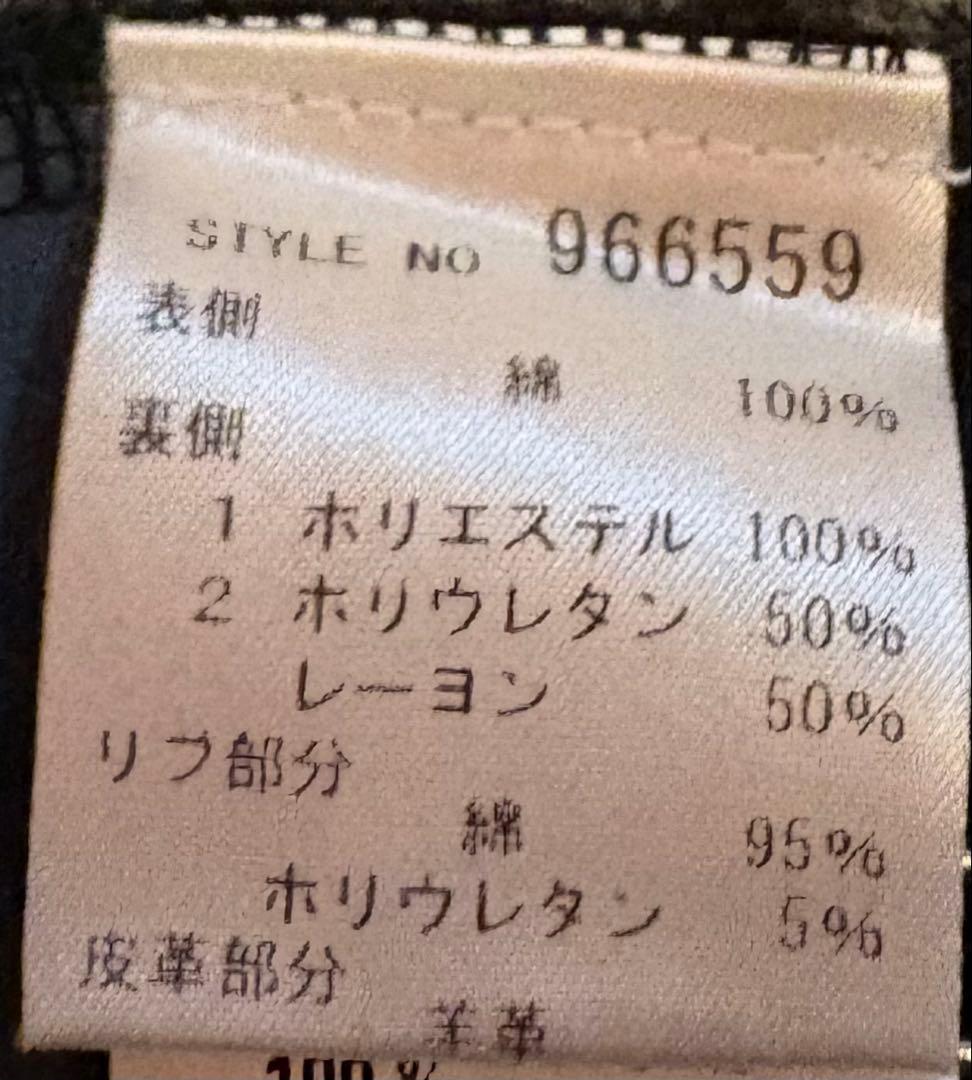 STYLE NO 966559
表側
綿 100%
裏側
1 ポリエステル 100%
2 ポリウレタン 50%
レーヨン 50%
リブ部分
綿 95%
ポリウレタン 5%
皮革部分
羊革
100%